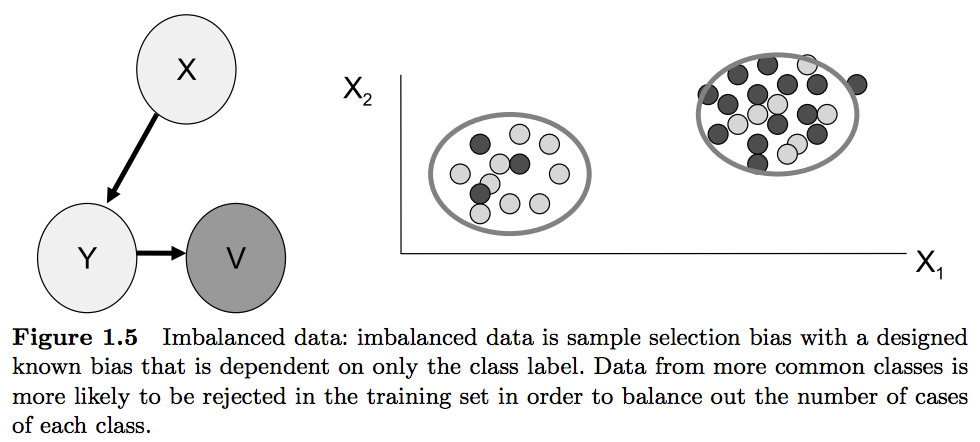 X
X2
Y
V
X1
Figure 1.5 Imbalanced data: imbalanced data is sample selection bias with a designed
known bias that is dependent on only the class label. Data from more common classes is
more likely to be rejected in the training set in order to balance out the number of cases
of each class.